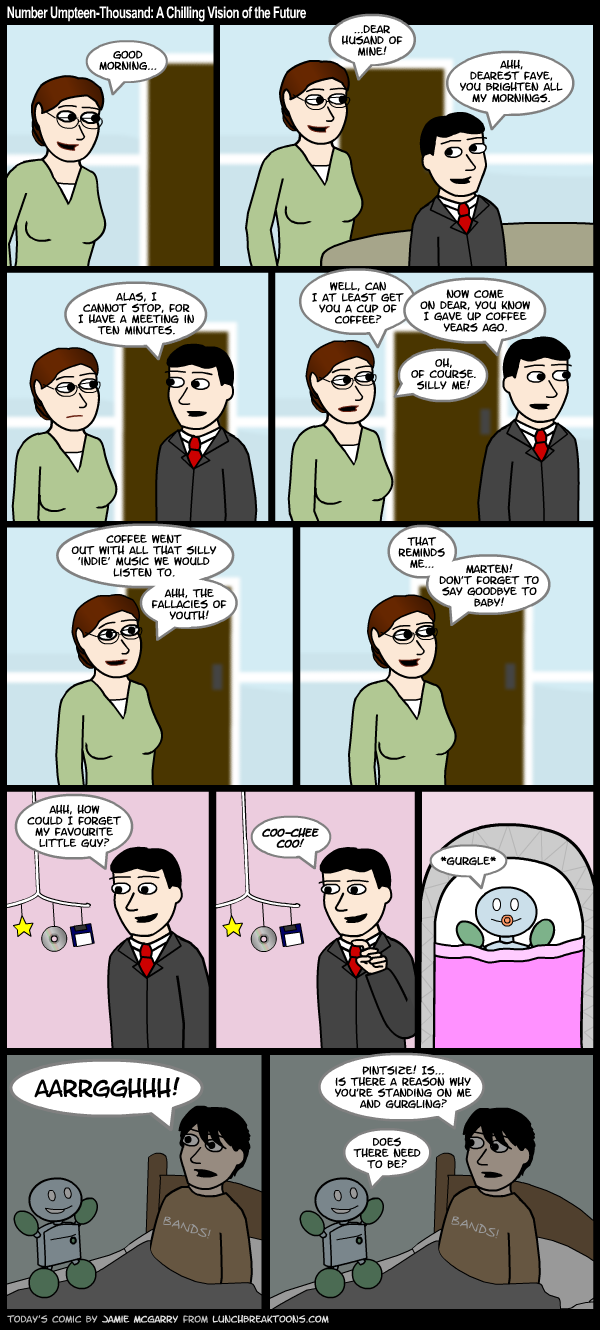 Number Umpteen-Thousand: A Chilling Vision of the Future
GOOD
MORNING...
...DEAR
HUSAND OF
MINE!
AHH,
DEAREST FAYE,
YOU BRIGHTEN ALL
MY MORNINGS.
ALAS, I
CANNOT STOP, FOR
I HAVE A MEETING IN
TEN MINUTES.
WELL, CAN
I AT LEAST GET
YOU A CUP OF
COFFEE?
NOW COME
ON DEAR, YOU KNOW
I GAVE UP COFFEE
YEARS AGO.
OH,
OF COURSE.
SILLY ME!
COFFEE WENT
OUT WITH ALL THAT SILLY
'INDIE' MUSIC WE WOULD
LISTEN TO.
AHH, THE
FALLACIES OF
YOUTH!
THAT
REMINDS
ME...
MARTEN!
DON'T FORGET TO
SAY GOODBYE TO
BABY!
AHH, HOW
COULD I FORGET
MY FAVOURITE
LITTLE GUY?
COO-CHEE
COO!
*GURGLE*
AARRGGHHH!
BANDS!
PINTSIZE! IS...
IS THERE A REASON WHY
YOU'RE STANDING ON ME
AND GURGLING?
DOES
THERE NEED
TO BE?
BANDS!
TODAY'S COMIC BY JAMIE MCGARRY FROM LUNCHBREAKTOONS.COM